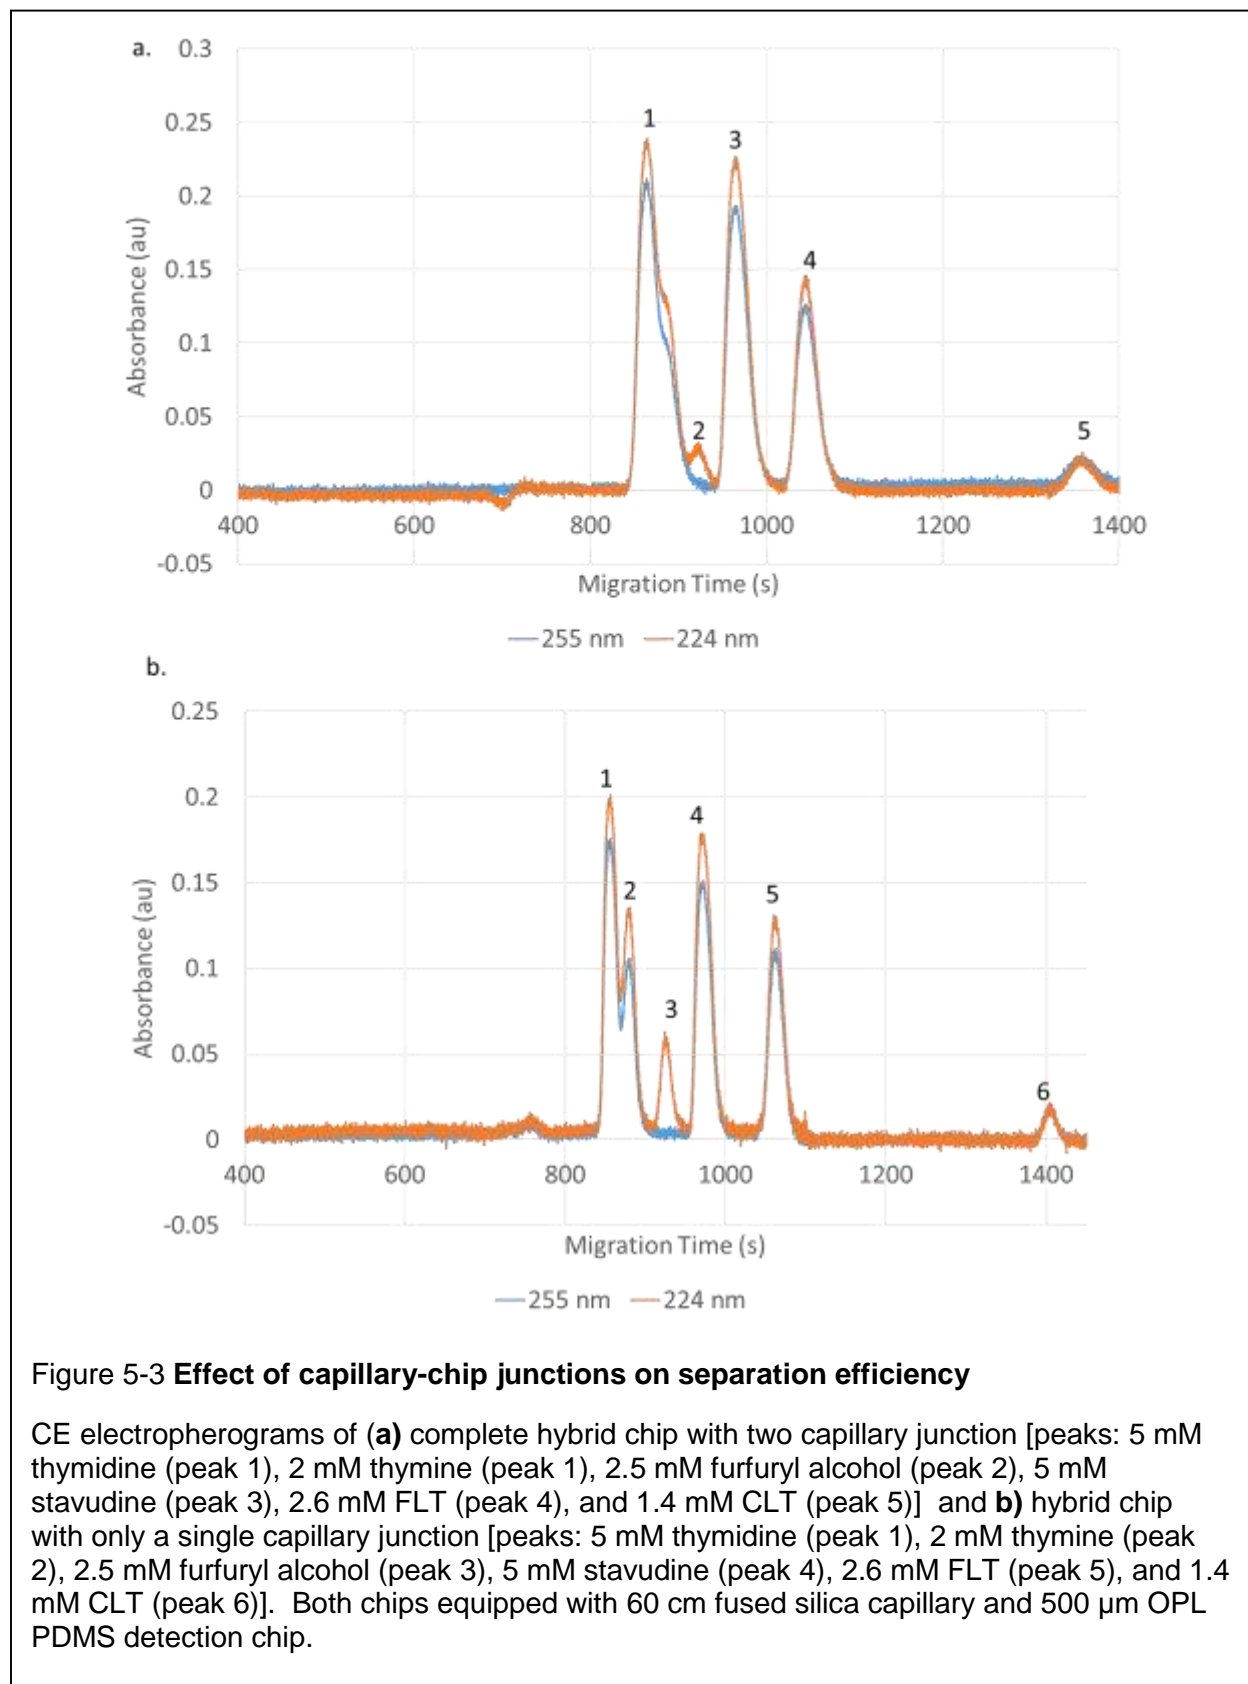 a.
0.3
0.25
0.2
0.15
0.1
0.05
0
-0.05
Absorbance (au)
1
2
3
4
5
400 600 800 1000 1200 1400
Migration Time (s)
255 nm 224 nm
b.
0.25
0.2
0.15
0.1
0.05
0
-0.05
Absorbance (au)
1
2
3
4
5
6
400 600 800 1000 1200 1400
Migration Time (s)
255 nm 224 nm
Figure 5-3 Effect of capillary-chip junctions on separation efficiency
CE electropherograms of (a) complete hybrid chip with two capillary junction [peaks: 5 mM
thymidine (peak 1), 2 mM thymine (peak 1), 2.5 mM furfuryl alcohol (peak 2), 5 mM
stavudine (peak 3), 2.6 mM FLT (peak 4), and 1.4 mM CLT (peak 5)] and b) hybrid chip
with only a single capillary junction [peaks: 5 mM thymidine (peak 1), 2 mM thymine (peak
2), 2.5 mM furfuryl alcohol (peak 3), 5 mM stavudine (peak 4), 2.6 mM FLT (peak 5), and 1.4
mM CLT (peak 6)]. Both chips equipped with 60 cm fused silica capillary and 500 µm OPL
PDMS detection chip.